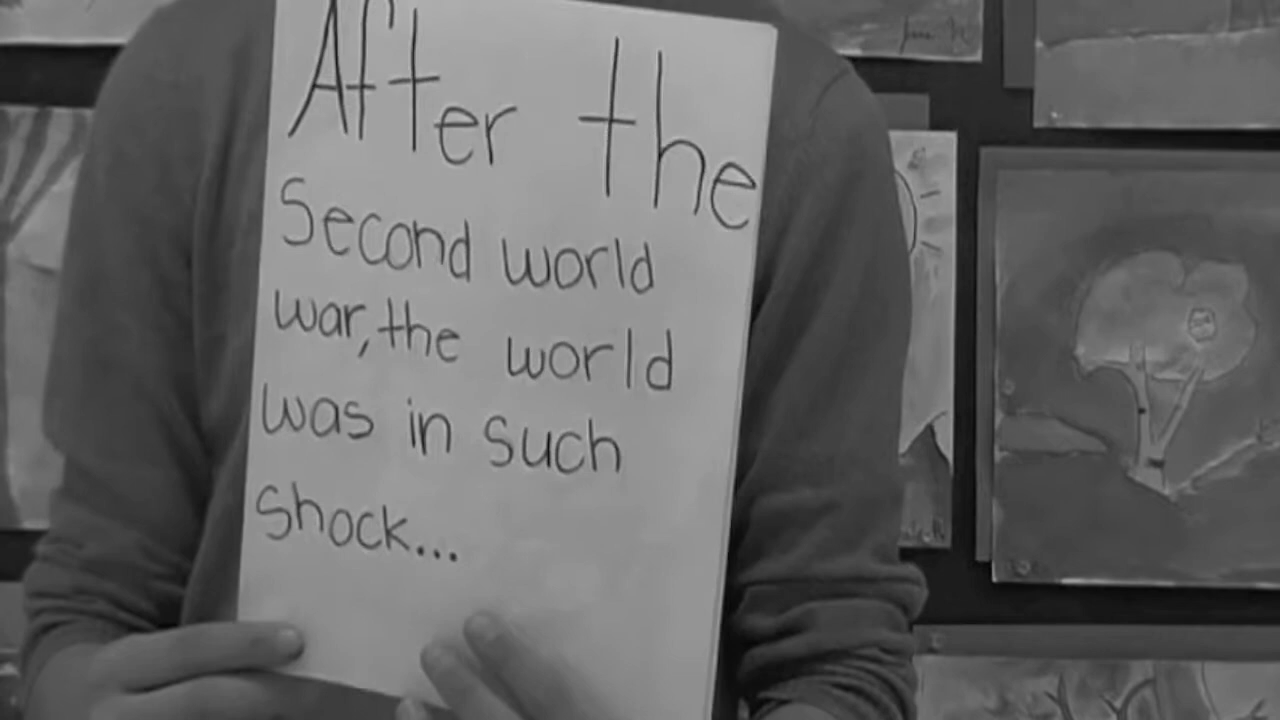 After the
Second world
war, the world
was in such
shock...